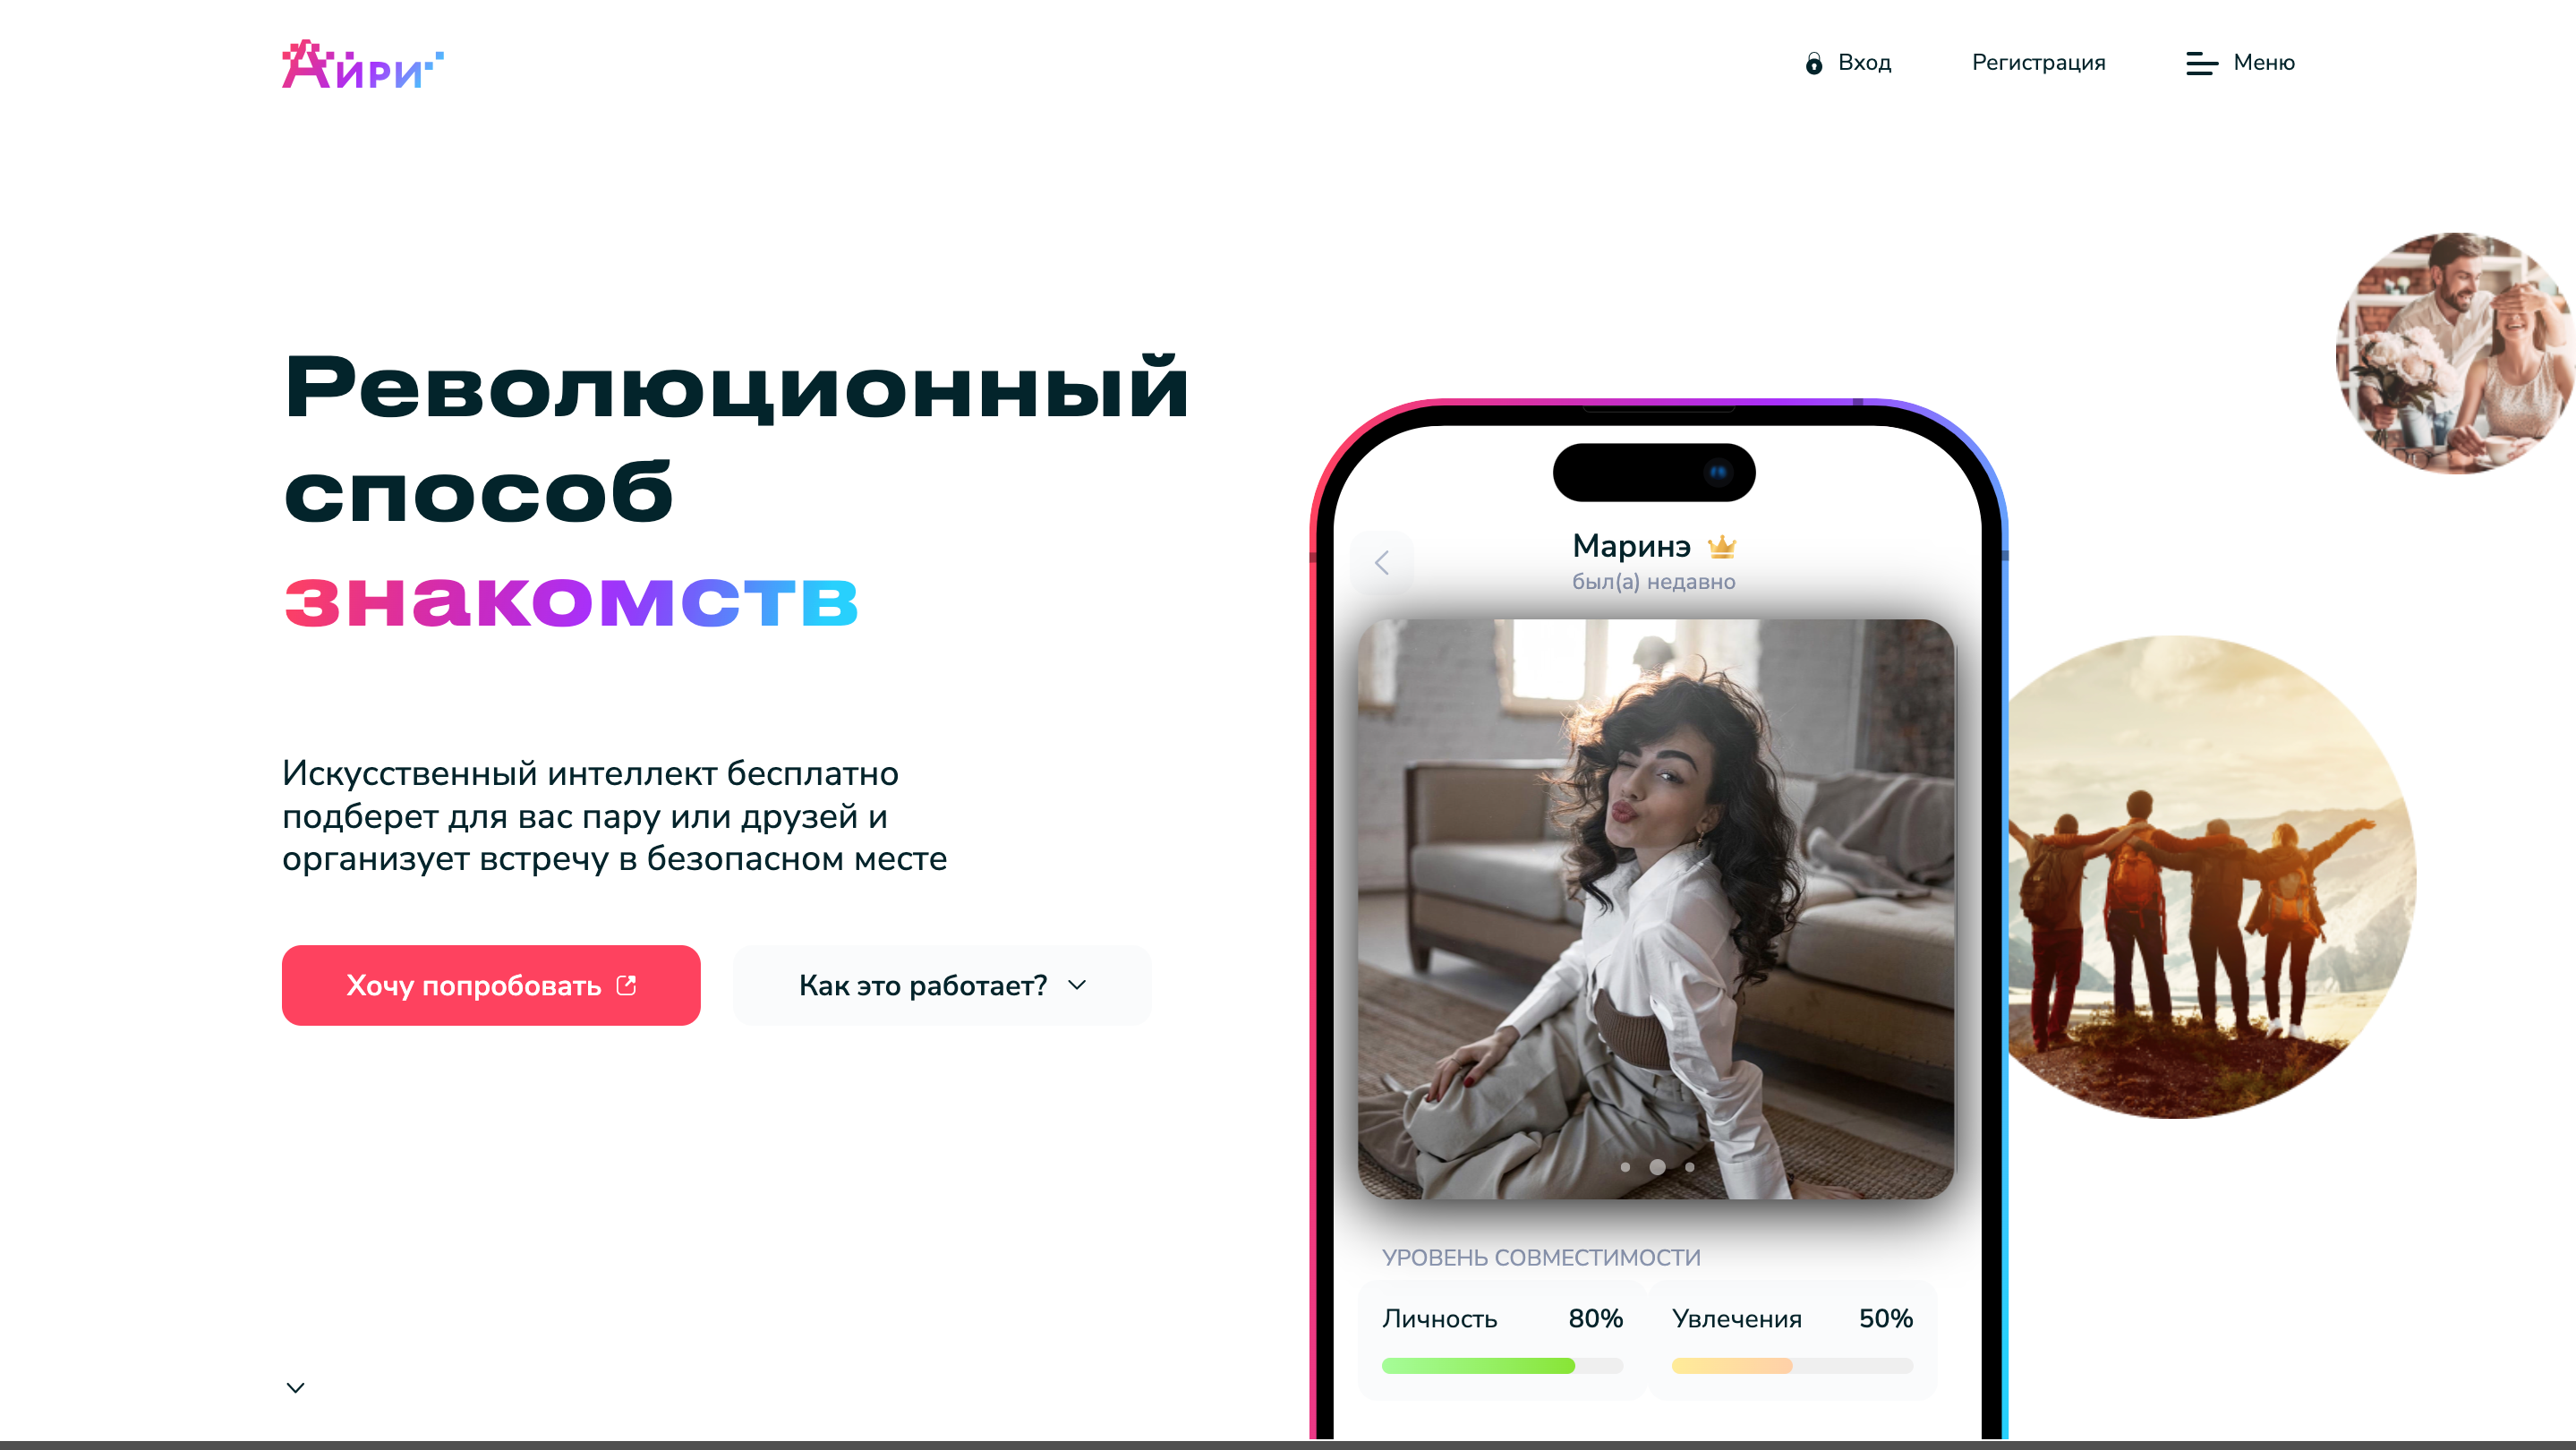 Айри
Вход
Регистрация
Меню
Революционный
способ
знакомств
Искусственный интеллект бесплатно
подберет для вас пару или друзей и
организует встречу в безопасном месте
Хочу попробовать
Как это работает?
Маринэ
был(а) недавно
УРОВЕНЬ СОВМЕСТИМОСТИ
Личность 80%
Увлечения 50%